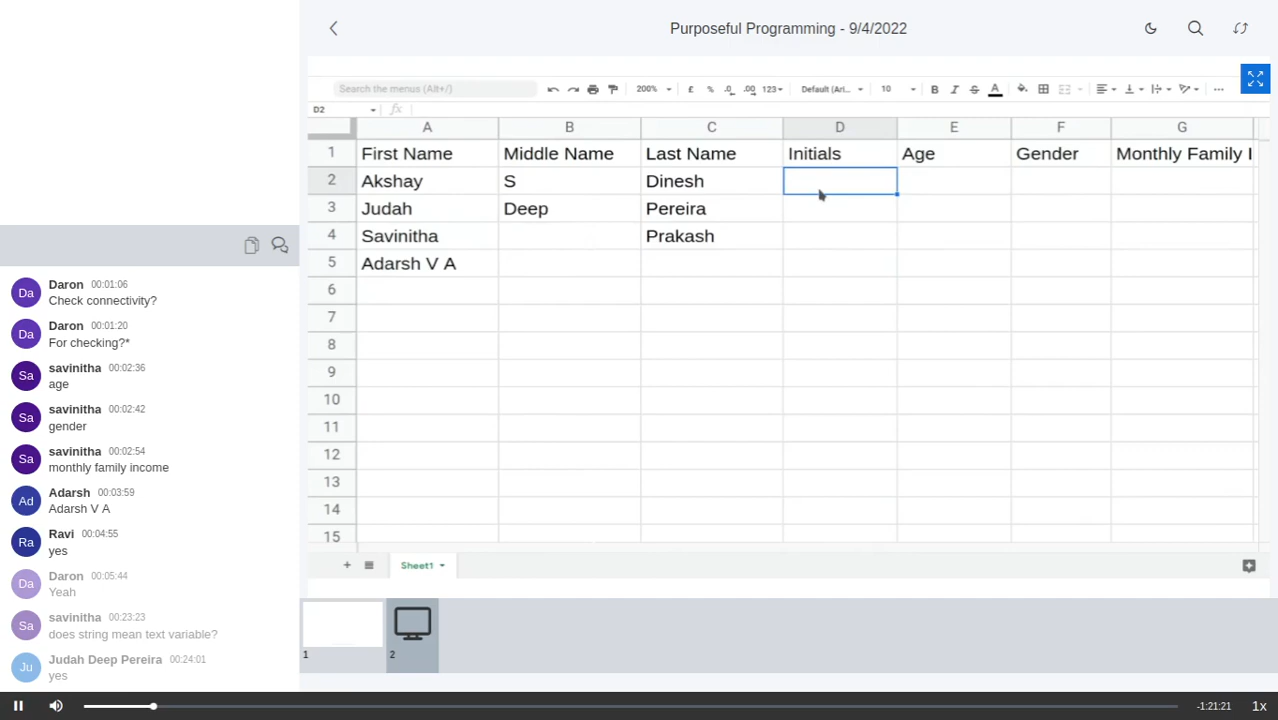 Purposeful Programming - 9/4/2022
Search the menus (Alt+/)
200%
£ % .0 .00 123
Default (Ari...
10
B I S A
D2
fx
A B C D E F G
1 First Name Middle Name Last Name Initials Age Gender Monthly Family I
2 Akshay S Dinesh
3 Judah Deep Pereira
4 Savinitha Prakash
5 Adarsh V A
6
7
8
9
10
11
12
13
14
15
+ Sheet1
1
2
Da Daron 00:01:06
Check connectivity?
Da Daron 00:01:20
For checking?*
Sa savinitha 00:02:36
age
Sa savinitha 00:02:42
gender
Sa savinitha 00:02:54
monthly family income
Ad Adarsh 00:03:59
Adarsh V A
Ra Ravi 00:04:55
yes
Da Daron 00:05:44
Yeah
Sa savinitha 00:23:23
does string mean text variable?
Ju Judah Deep Pereira 00:24:01
yes
-1:21:21
1x